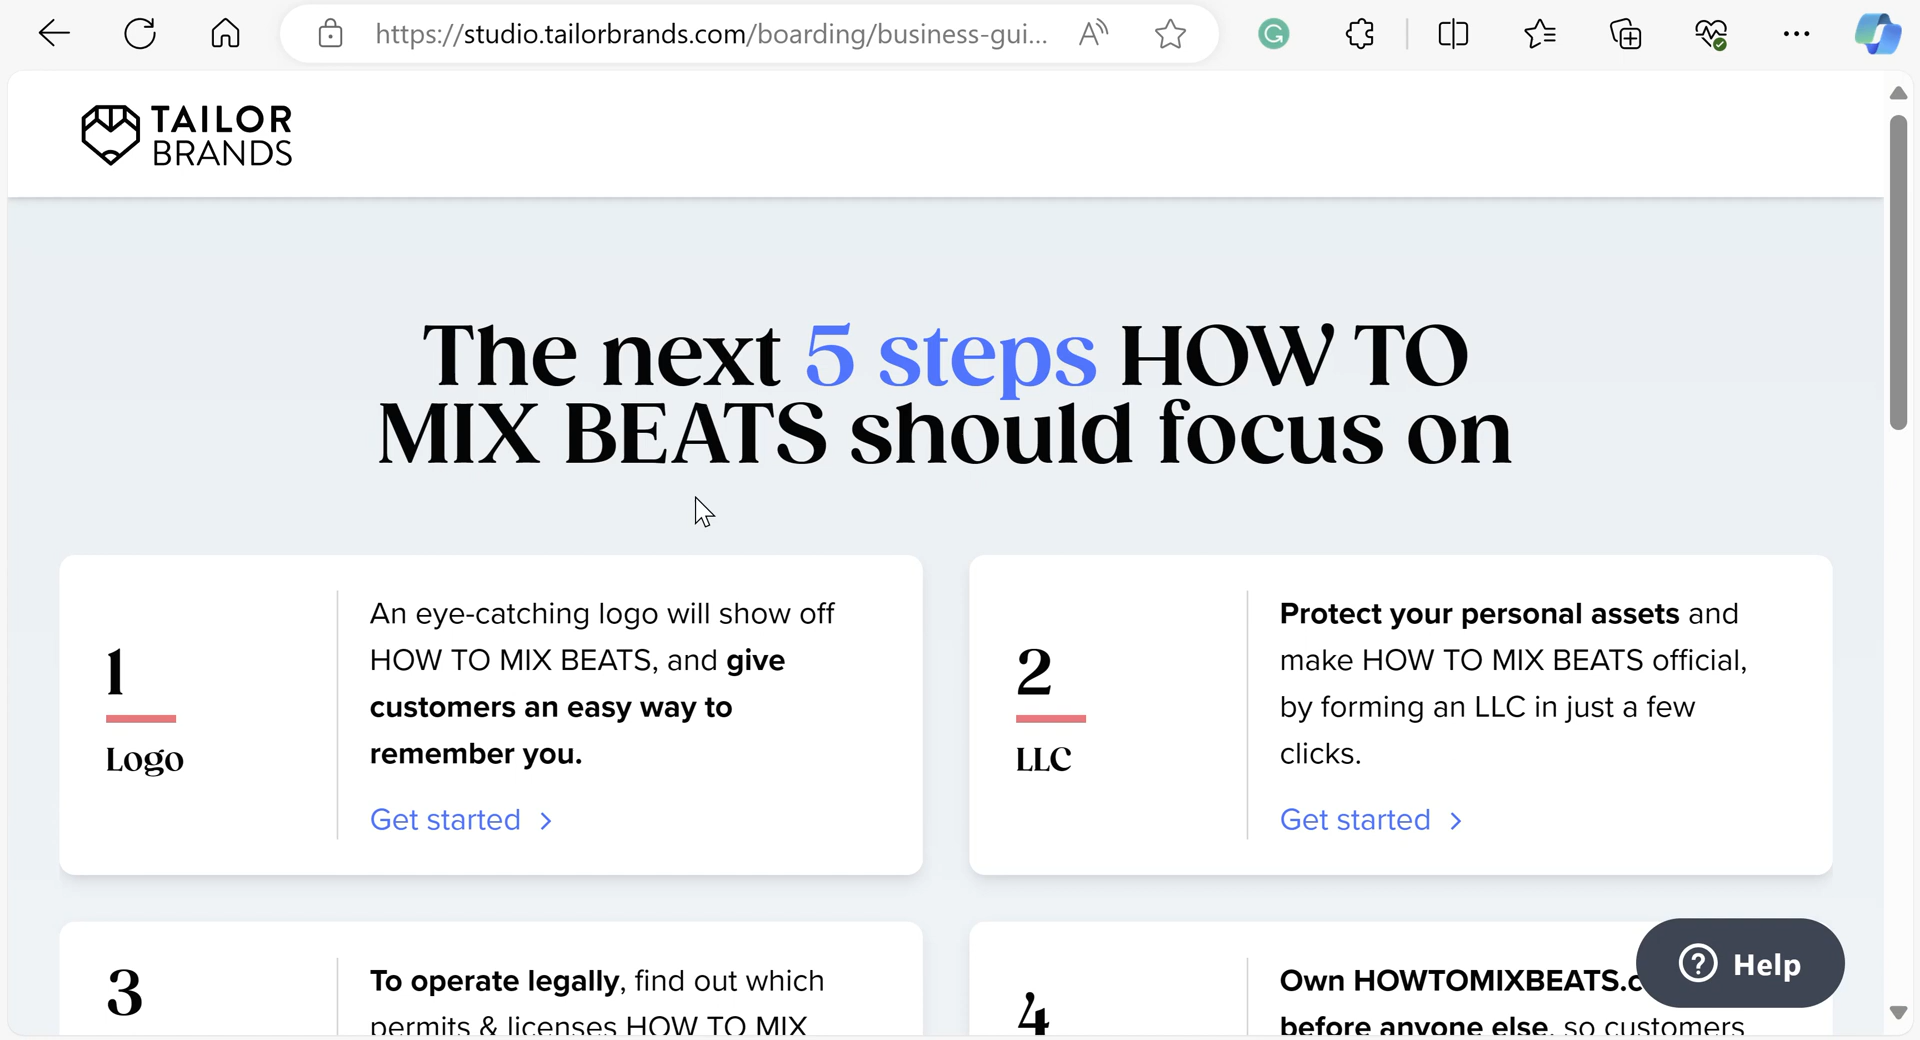 https://studio.tailorbrands.com/boarding/business-gui...
TAILOR
BRANDS
The next 5 steps HOW TO
MIX BEATS should focus on
1
Logo
An eye-catching logo will show off
HOW TO MIX BEATS, and give
customers an easy way to
remember you.
Get started
2
LLC
Protect your personal assets and
make HOW TO MIX BEATS official,
by forming an LLC in just a few
clicks.
Get started
3
To operate legally, find out which
permits & licenses HOW TO MIX
4
Own HOWTOMIXBEATS.c
before anyone else, so customers
Help